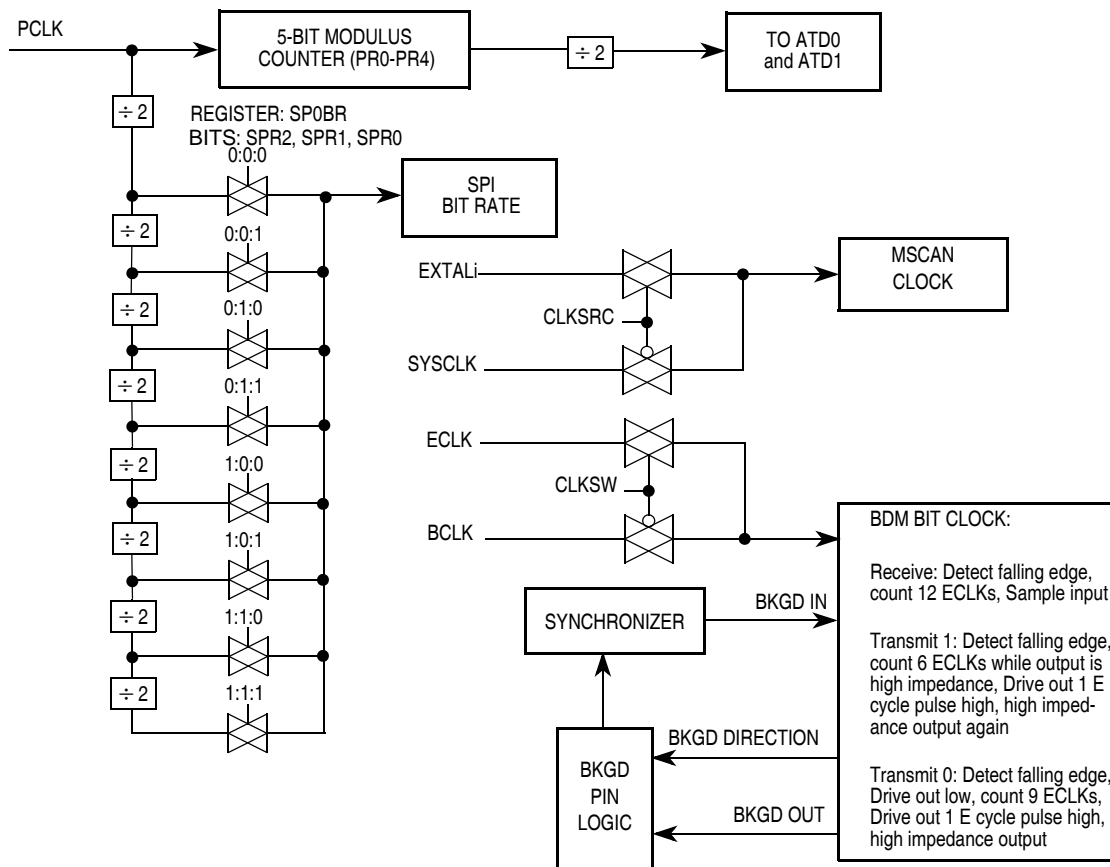 PCLK
5-BIT MODULUS
COUNTER (PR0-PR4)
÷ 2
TO ATD0
and ATD1
÷ 2
REGISTER: SP0BR
BITS: SPR2, SPR1, SPR0
0:0:0
SPI
BIT RATE
÷ 2
0:0:1
÷ 2
0:1:0
÷ 2
0:1:1
÷ 2
1:0:0
÷ 2
1:0:1
÷ 2
1:1:0
÷ 2
1:1:1
EXTALi
MSCAN
CLOCK
CLKSRC
SYSCLK
ECLK
CLKSW
BCLK
BDM BIT CLOCK:
Receive: Detect falling edge,
count 12 ECLKs, Sample input
Transmit 1: Detect falling edge,
count 6 ECLKs while output is
high impedance, Drive out 1 E
cycle pulse high, high imped-
ance output again
Transmit 0: Detect falling edge,
Drive out low, count 9 ECLKs,
Drive out 1 E cycle pulse high,
high impedance output
SYNCHRONIZER
BKGD IN
BKGD
PIN
LOGIC
BKGD DIRECTION
BKGD OUT